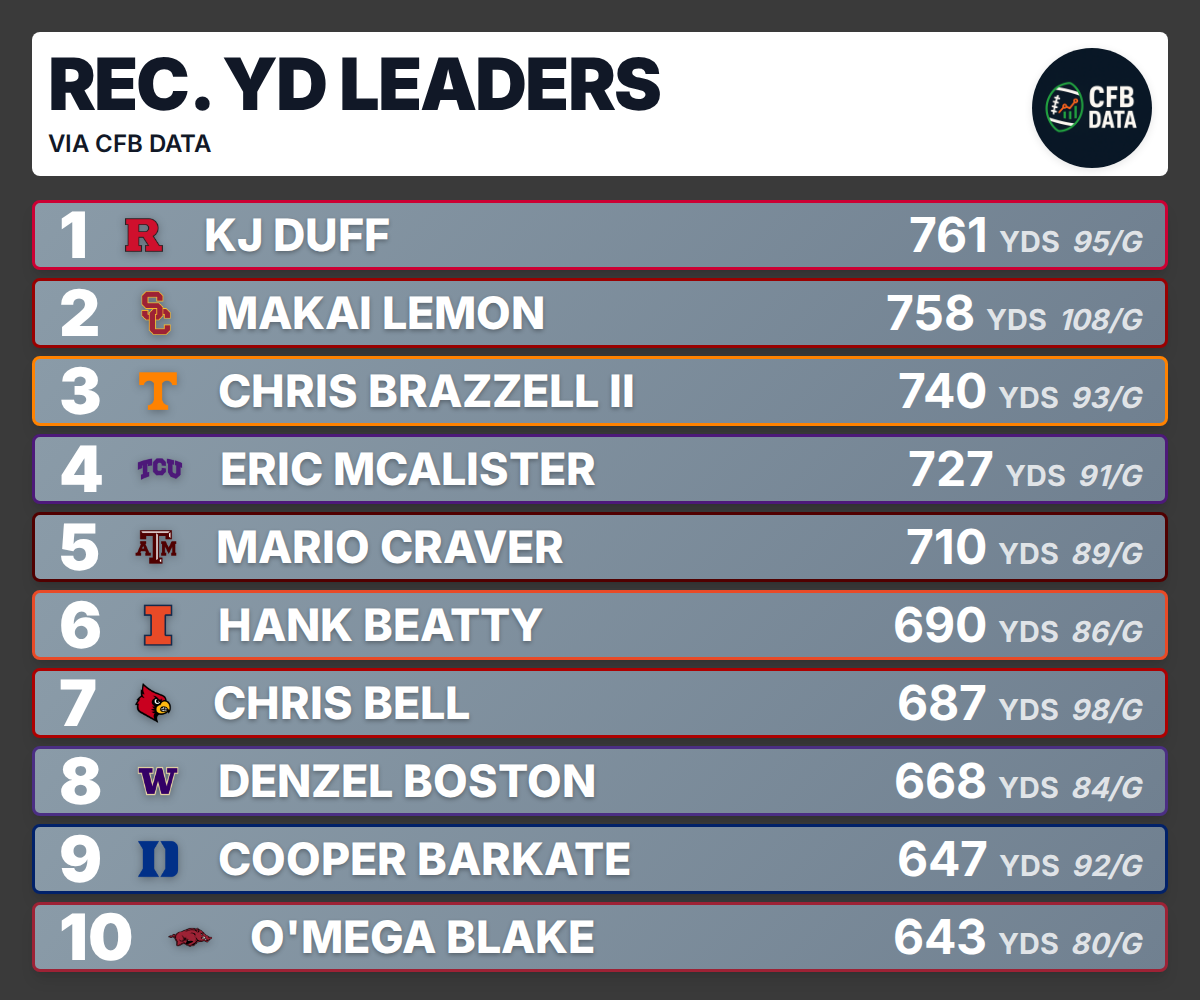 REC. YD LEADERS
VIA CFB DATA
CFB
DATA
1 R KJ DUFF 761 YDS 95/G
2 SC MAKAI LEMON 758 YDS 108/G
3 T CHRIS BRAZZELL II 740 YDS 93/G
4 TCU ERIC MCALISTER 727 YDS 91/G
5 ATM MARIO CRAVER 710 YDS 89/G
6 I HANK BEATTY 690 YDS 86/G
7 CHRIS BELL 687 YDS 98/G
8 W DENZEL BOSTON 668 YDS 84/G
9 D COOPER BARKATE 647 YDS 92/G
10 O'MEGA BLAKE 643 YDS 80/G